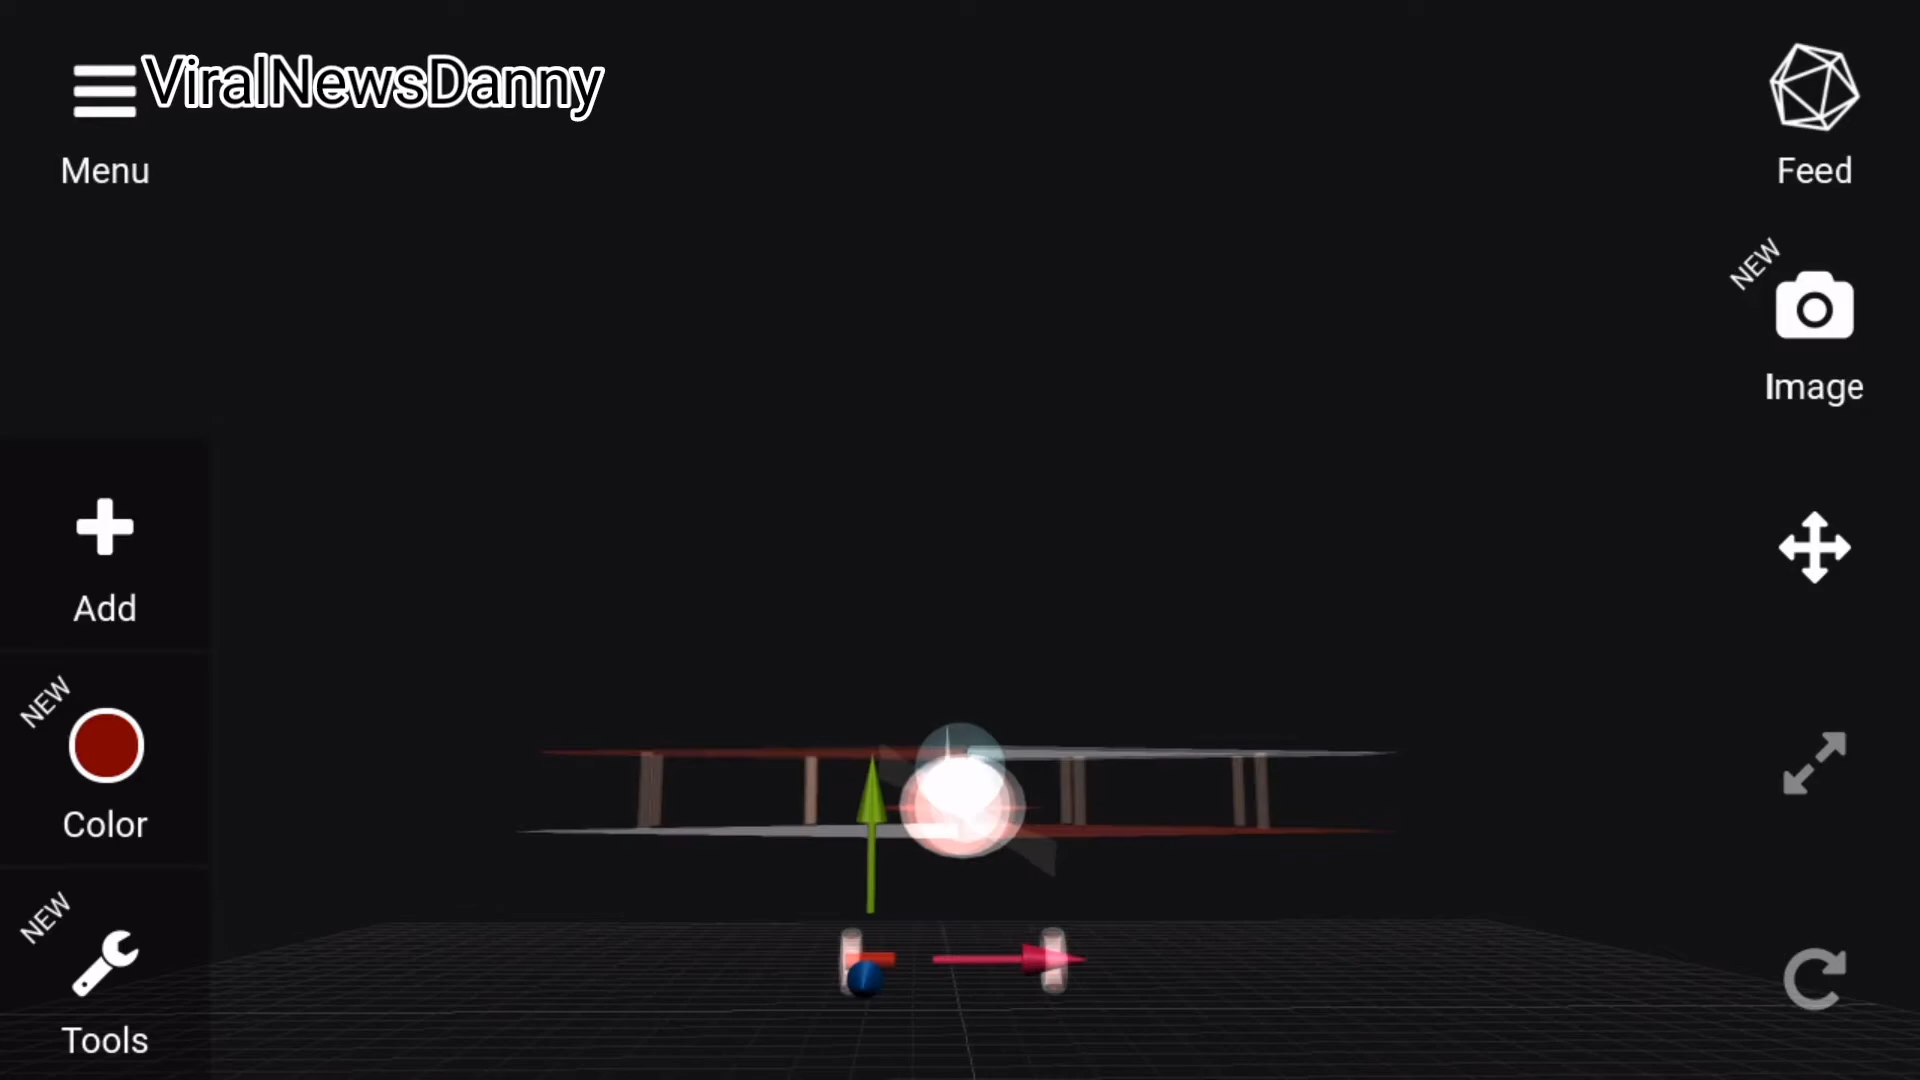 ViralNewsDanny
Menu
Feed
NEW
Image
Add
NEW
Color
NEW
Tools